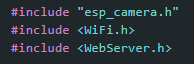 #include "esp_camera.h"
#include <WiFi.h>
#include <WebServer.h>